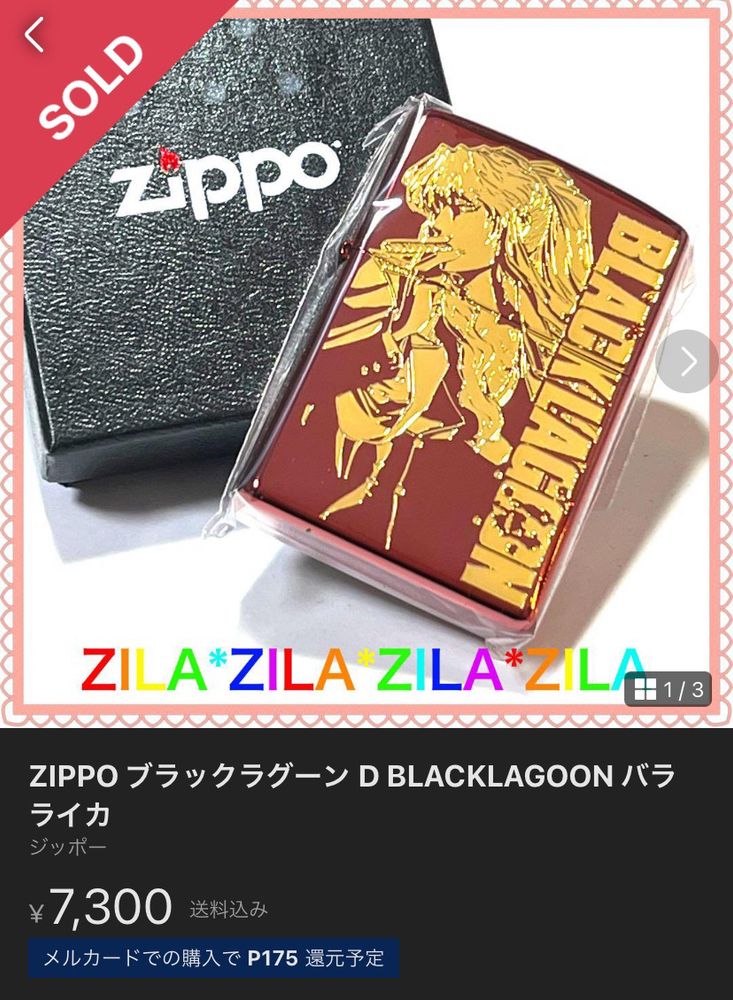 SOLD
zippo
BLACK LAGOON
ZILA*ZILA*ZILA*ZILA
1 / 3
ZIPPO ブラックラグーン D BLACKLAGOON バラ
ライカ
ジッポー
¥7,300 送料込み
メルカードでの購入で P175 還元予定